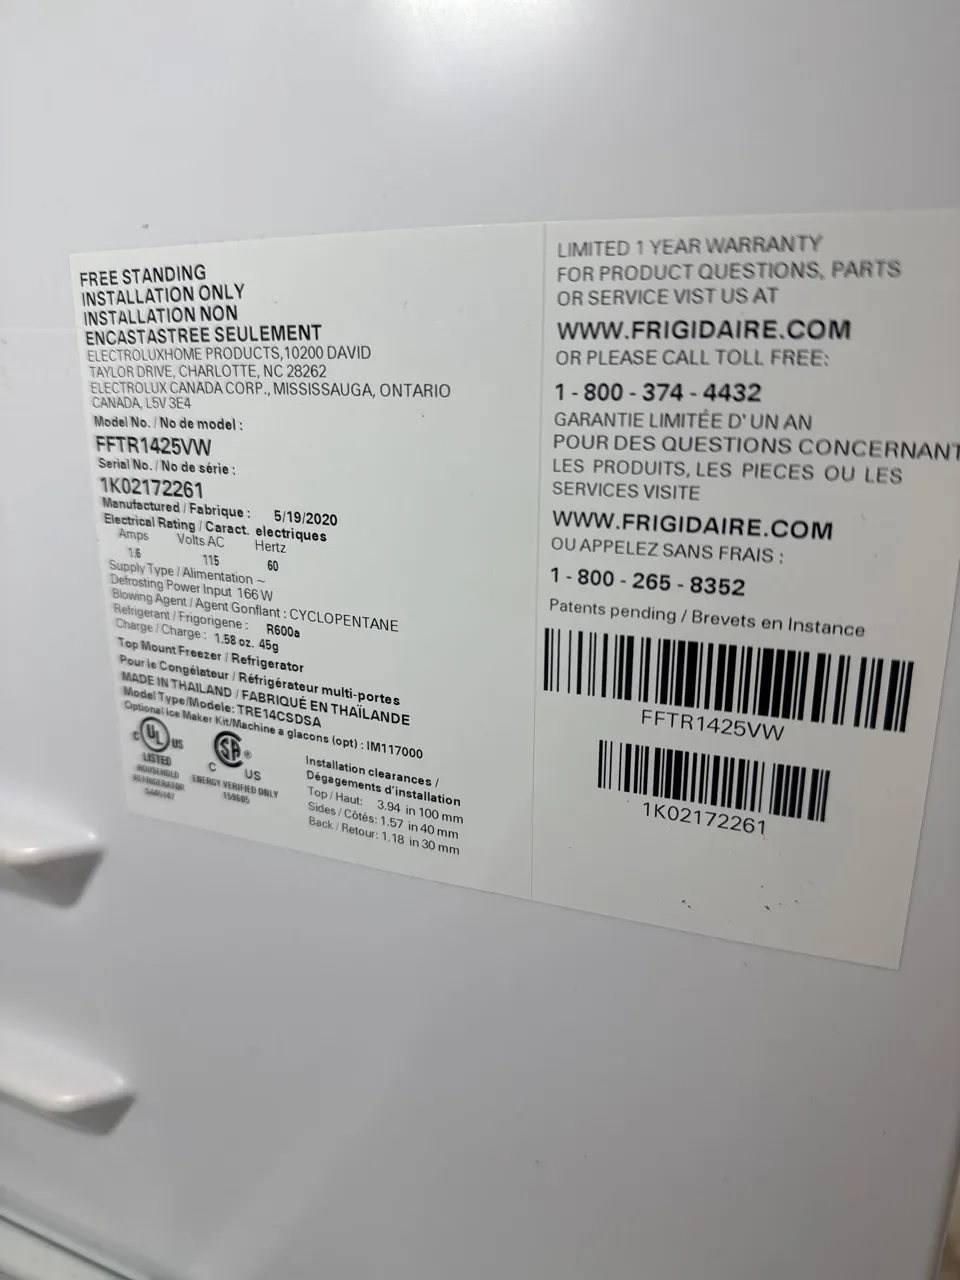 FREE STANDING
INSTALLATION ONLY
INSTALLATION NON
ENCASTASTREE SEULEMENT
ELECTROLUXHOME PRODUCTS,10200 DAVID
TAYLOR DRIVE, CHARLOTTE, NC 28262
ELECTROLUX CANADA CORP., MISSISSAUGA, ONTARIO
CANADA, L5V 3E4
Model No. / No de model :
FFTR1425VW
Serial No. / No de série :
1K02172261
Manufactured / Fabrique : 5/19/2020
Electrical Rating / Caract. electriques
Amps Volts AC Hertz
1.6 115 60
Supply Type / Alimentation ~
Defrosting Power Input 166 W
Blowing Agent / Agent Gonflant : CYCLOPENTANE
Refrigerant / Frigorigene : R600a
Charge / Charge : 1.58 oz. 45g
Top Mount Freezer / Refrigerator
Pour le Congélateur / Réfrigérateur multi-portes
MADE IN THAILAND / FABRIQUÉ EN THAÏLANDE
Model Type/Modele: TRE14CSDSA
Optional Ice Maker Kit/Machine a glacons (opt) : IM117000
C UL US
LISTED
HOUSEHOLD
REFRIGERATOR
SA ®
C US
ENERGY VERIFIED ONLY
Installation clearances /
Dégagements d'installation
Top / Haut: 3.94 in 100 mm
Sides / Côtés: 1.57 in 40 mm
Back / Retour: 1.18 in 30 mm
LIMITED 1 YEAR WARRANTY
FOR PRODUCT QUESTIONS, PARTS
OR SERVICE VIST US AT
WWW.FRIGIDAIRE.COM
OR PLEASE CALL TOLL FREE:
1 - 800 - 374 - 4432
GARANTIE LIMITÉE D' UN AN
POUR DES QUESTIONS CONCERNANT
LES PRODUITS, LES PIECES OU LES
SERVICES VISITE
WWW.FRIGIDAIRE.COM
OU APPELEZ SANS FRAIS :
1 - 800 - 265 - 8352
Patents pending / Brevets en Instance
FFTR1425VW
1K02172261